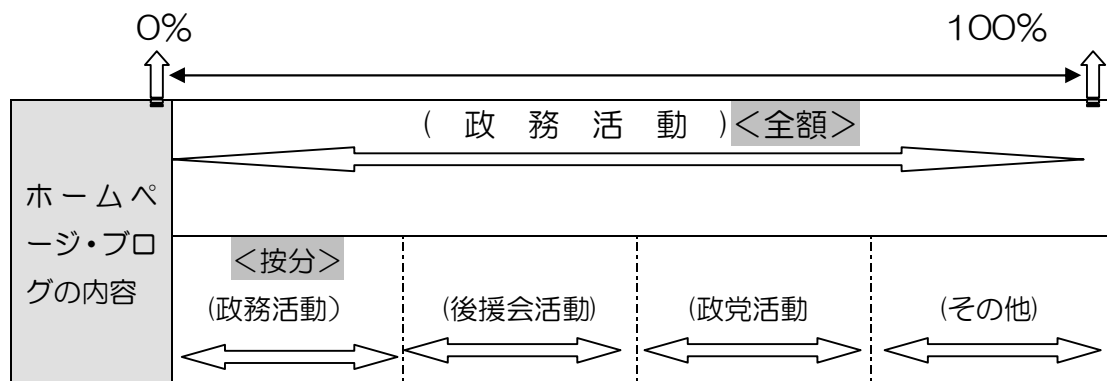 0%
100%
( 政 務 活 動 )<全額>
ホームペ
ージ・ブロ
グの内容
<按分>
(政務活動)
(後援会活動)
(政党活動
(その他)